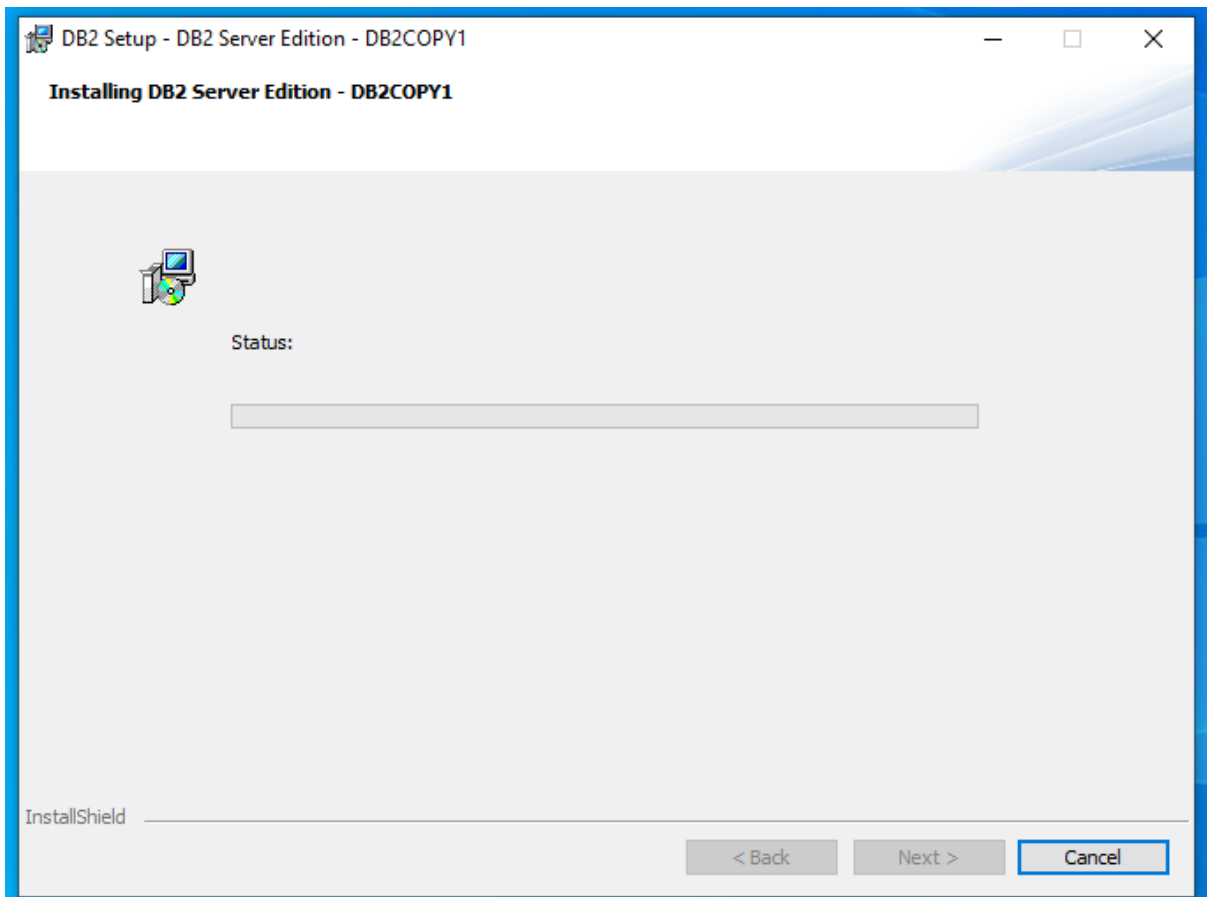 DB2 Setup - DB2 Server Edition - DB2COPY1
Installing DB2 Server Edition - DB2COPY1
Status:
InstallShield
< Back
Next >
Cancel